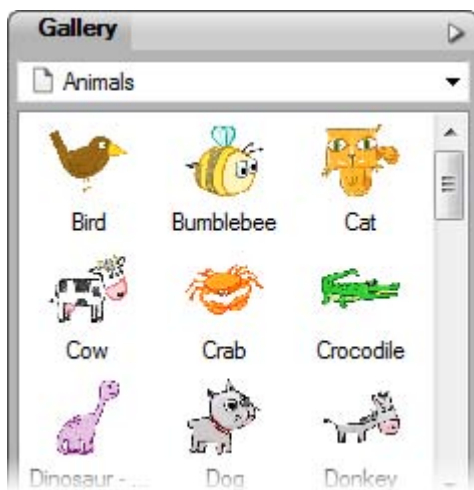 Gallery
Animals
Bird Bumblebee Cat
Cow Crab Crocodile
Dinosaur - ... Dog Donkey